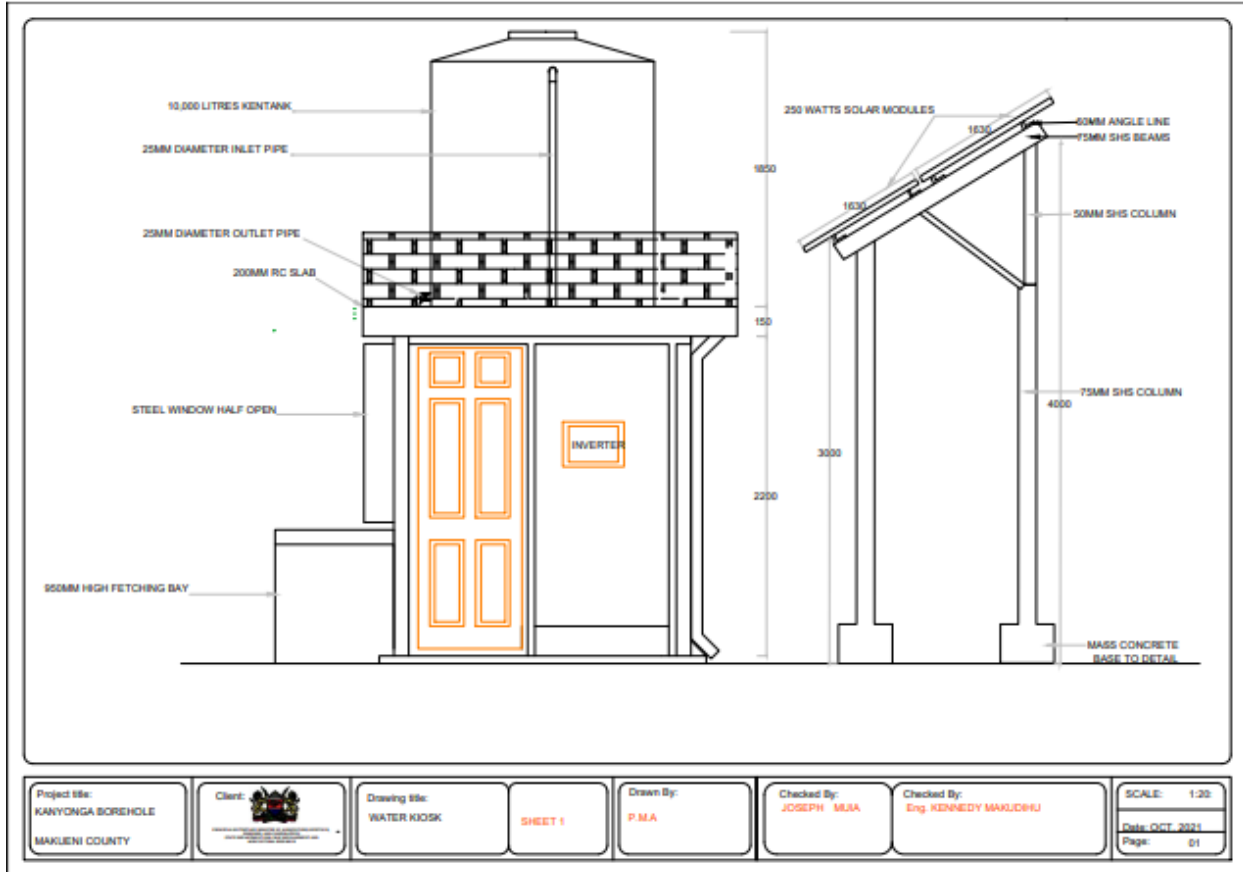 10,000 LITRES KENTANK
25MM DIAMETER INLET PIPE
25MM DIAMETER OUTLET PIPE
200MM RC SLAB
STEEL WINDOW HALF OPEN
950MM HIGH FETCHING BAY
INVERTER
1850
150
2200
250 WATTS SOLAR MODULES
1630
1630
60MM ANGLE LINE
75MM SHS BEAMS
50MM SHS COLUMN
75MM SHS COLUMN
4000
3000
MASS CONCRETE
BASE TO DETAIL
Project title:
KANYONGA BOREHOLE
MAKUENI COUNTY
Client:
Drawing title:
WATER KIOSK
SHEET 1
Drawn By:
P.M.A
Checked By:
JOSEPH MUIA
Checked By:
Eng. KENNEDY MAKUDIHU
SCALE: 1:20:
Date: OCT. 2021
Page: 01